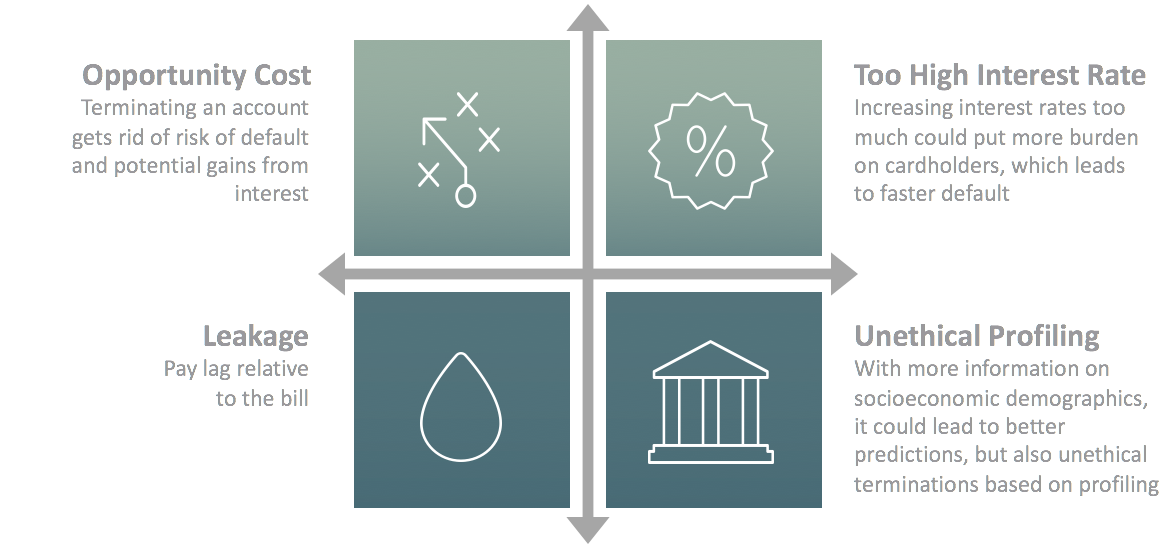 Opportunity Cost
Terminating an account
gets rid of risk of default
and potential gains from
interest
Too High Interest Rate
Increasing interest rates too
much could put more burden
on cardholders, which leads
to faster default
%
Leakage
Pay lag relative
to the bill
Unethical Profiling
With more information on
socioeconomic demographics,
it could lead to better
predictions, but also unethical
terminations based on profiling